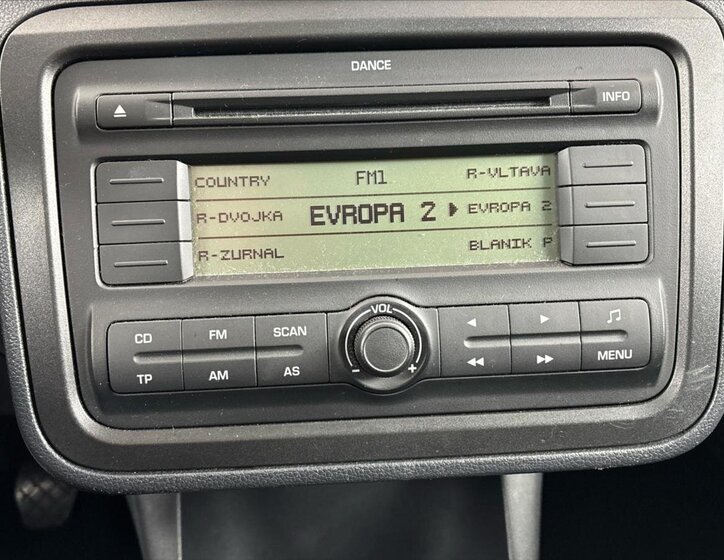 DANCE
INFO
COUNTRY FM1 R-VLTAVA
R-DVOJKA EVROPA 2 EVROPA 2
R-ZURNAL BLANIK P
VOL
CD FM SCAN
TP AM AS
- +
MENU